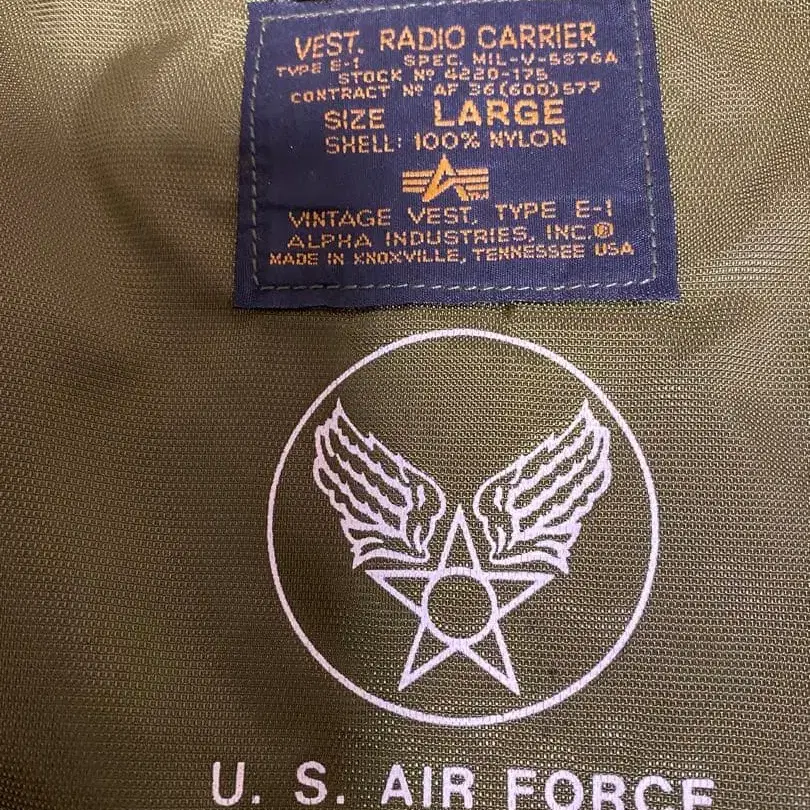 VEST, RADIO CARRIER
TYPE E-1 SPEC. MIL-V-5376A
STOCK Nº 4220-175
CONTRACT Nº AF 36(600)577
SIZE LARGE
SHELL: 100% NYLON
TM
VINTAGE VEST, TYPE E-1
ALPHA INDUSTRIES, INC.®
MADE IN KNOXVILLE, TENNESSEE USA
U. S. AIR FORCE